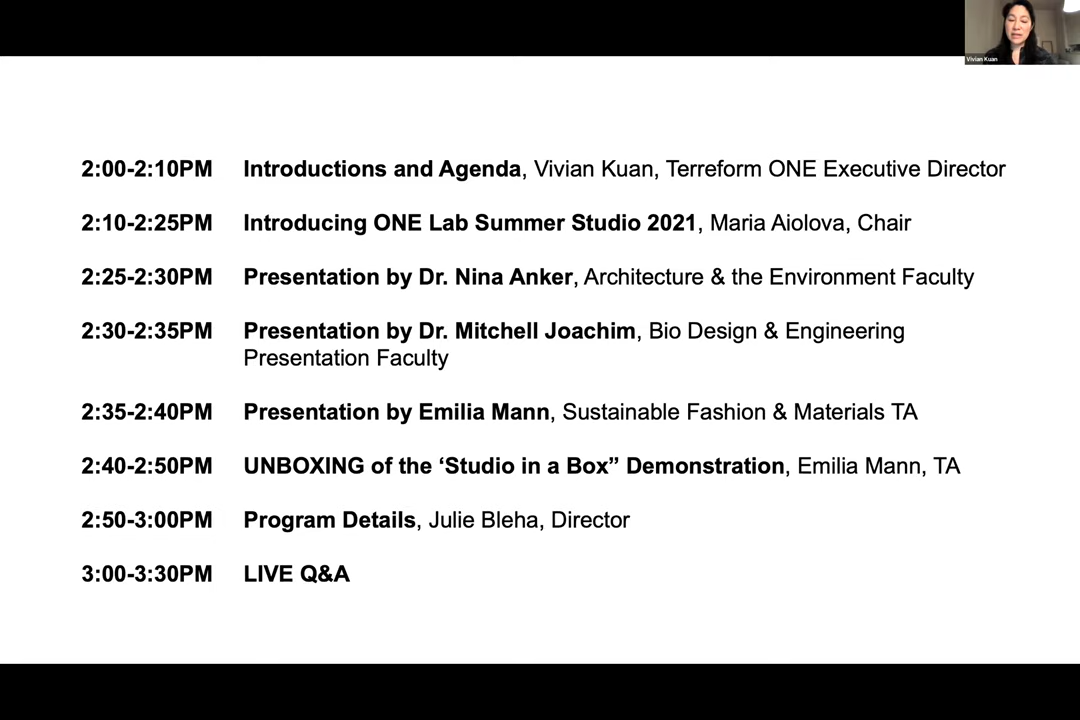 Vivian Kuan
2:00-2:10PM Introductions and Agenda, Vivian Kuan, Terreform ONE Executive Director
2:10-2:25PM Introducing ONE Lab Summer Studio 2021, Maria Aiolova, Chair
2:25-2:30PM Presentation by Dr. Nina Anker, Architecture & the Environment Faculty
2:30-2:35PM Presentation by Dr. Mitchell Joachim, Bio Design & Engineering
Presentation Faculty
2:35-2:40PM Presentation by Emilia Mann, Sustainable Fashion & Materials TA
2:40-2:50PM UNBOXING of the ‘Studio in a Box” Demonstration, Emilia Mann, TA
2:50-3:00PM Program Details, Julie Bleha, Director
3:00-3:30PM LIVE Q&A